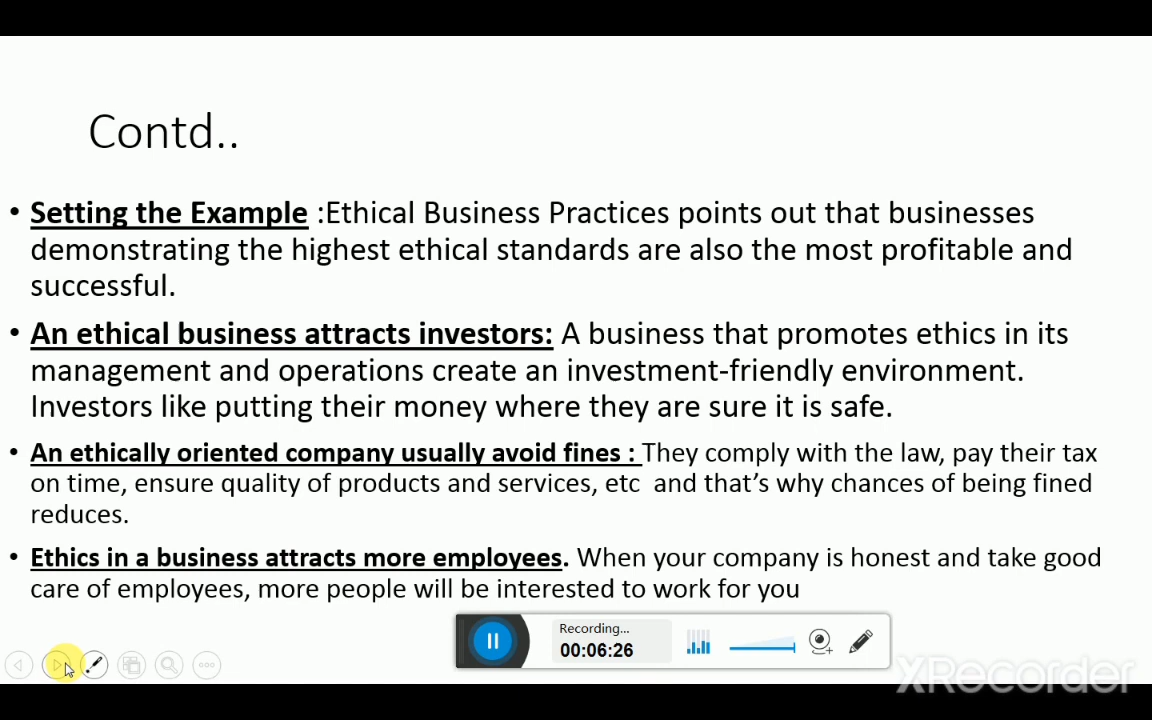 Contd..
• Setting the Example :Ethical Business Practices points out that businesses
demonstrating the highest ethical standards are also the most profitable and
successful.
• An ethical business attracts investors: A business that promotes ethics in its
management and operations create an investment-friendly environment.
Investors like putting their money where they are sure it is safe.
• An ethically oriented company usually avoid fines : They comply with the law, pay their tax
on time, ensure quality of products and services, etc and that's why chances of being fined
reduces.
• Ethics in a business attracts more employees. When your company is honest and take good
care of employees, more people will be interested to work for you
Recording...
00:06:26
XRecorder